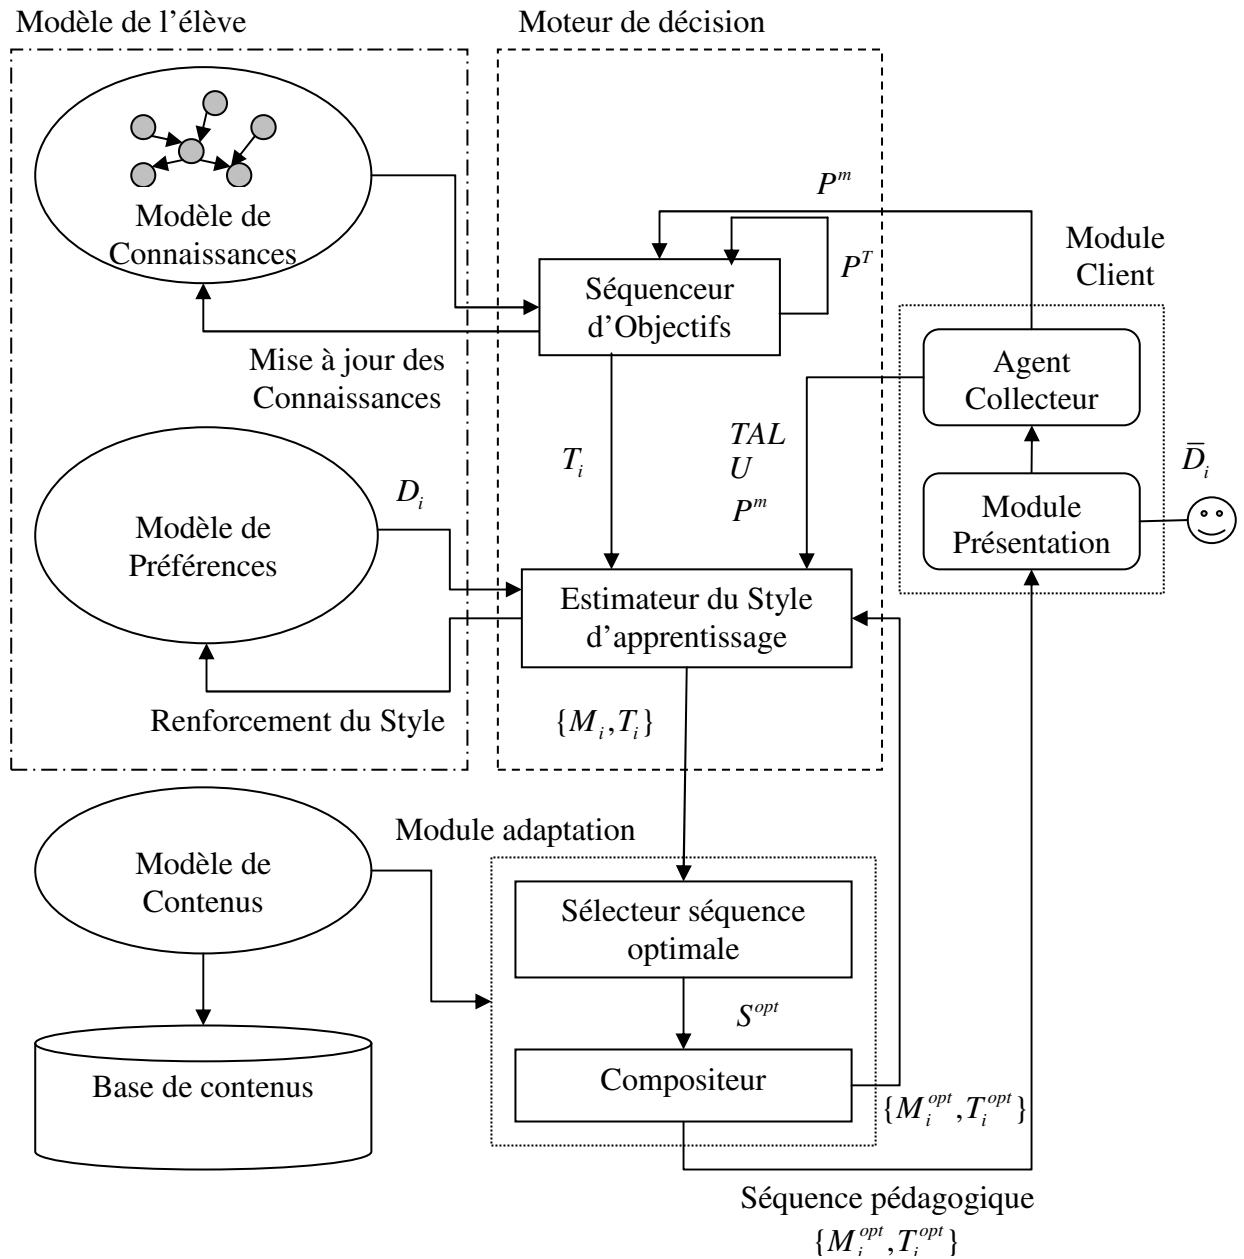 Modèle de l’élève
Moteur de décision
Modèle de
Connaissances
P^m
Module
Client
P^T
Séquenceur
d’Objectifs
Agent
Collecteur
Mise à jour des
Connaissances
TAL
U
P^m
T_i
D_i
D̅_i
Modèle de
Préférences
Module
Présentation
Estimateur du Style
d’apprentissage
Renforcement du Style
{M_i,T_i}
Module adaptation
Modèle de
Contenus
Sélecteur séquence
optimale
S^opt
Base de contenus
Compositeur
{M_i^opt,T_i^opt}
Séquence pédagogique
{M_i^opt,T_i^opt}